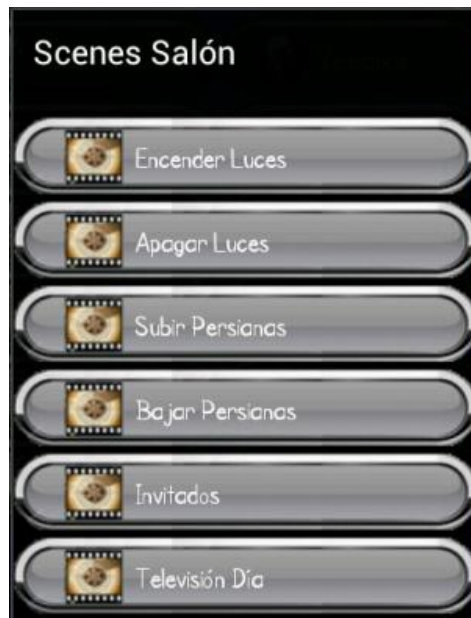 Scenes Salón
Encender Luces
Apagar Luces
Subir Persianas
Bajar Persianas
Invitados
Televisión Día